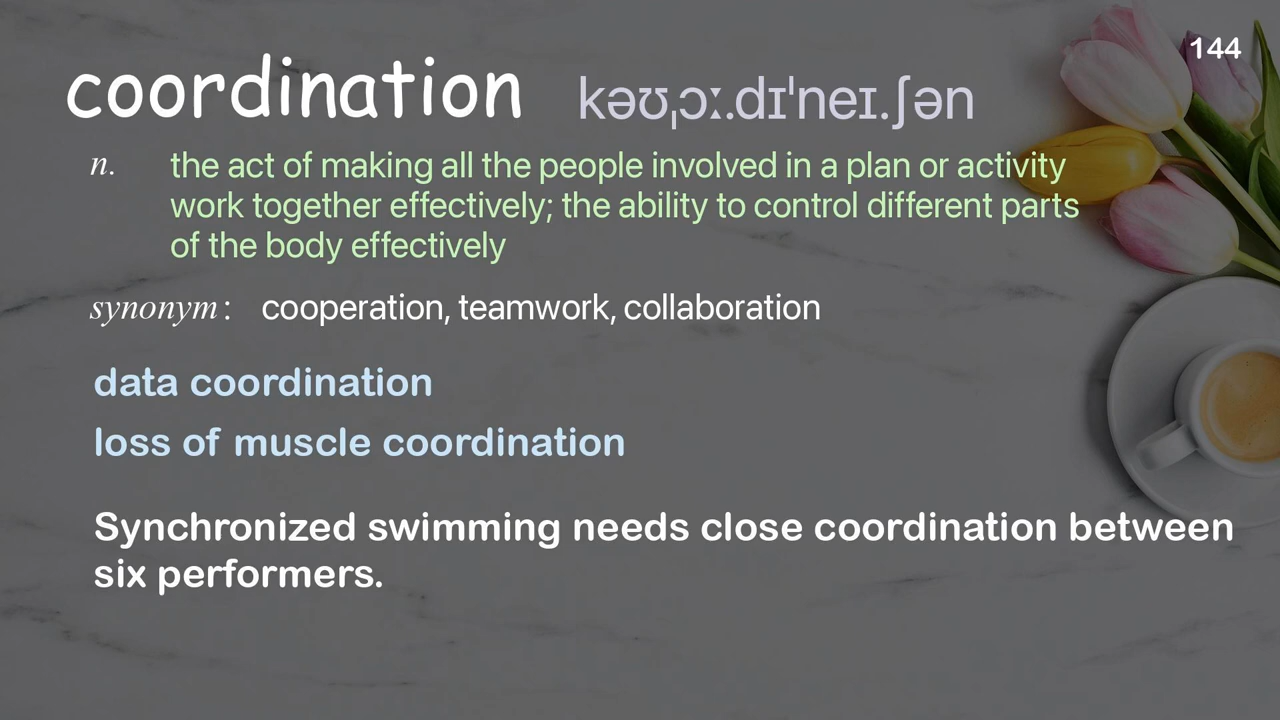 144
coordination kəʊˌɔː.dɪˈneɪ.ʃən
n. the act of making all the people involved in a plan or activity
work together effectively; the ability to control different parts
of the body effectively
synonym: cooperation, teamwork, collaboration
data coordination
loss of muscle coordination
Synchronized swimming needs close coordination between
six performers.